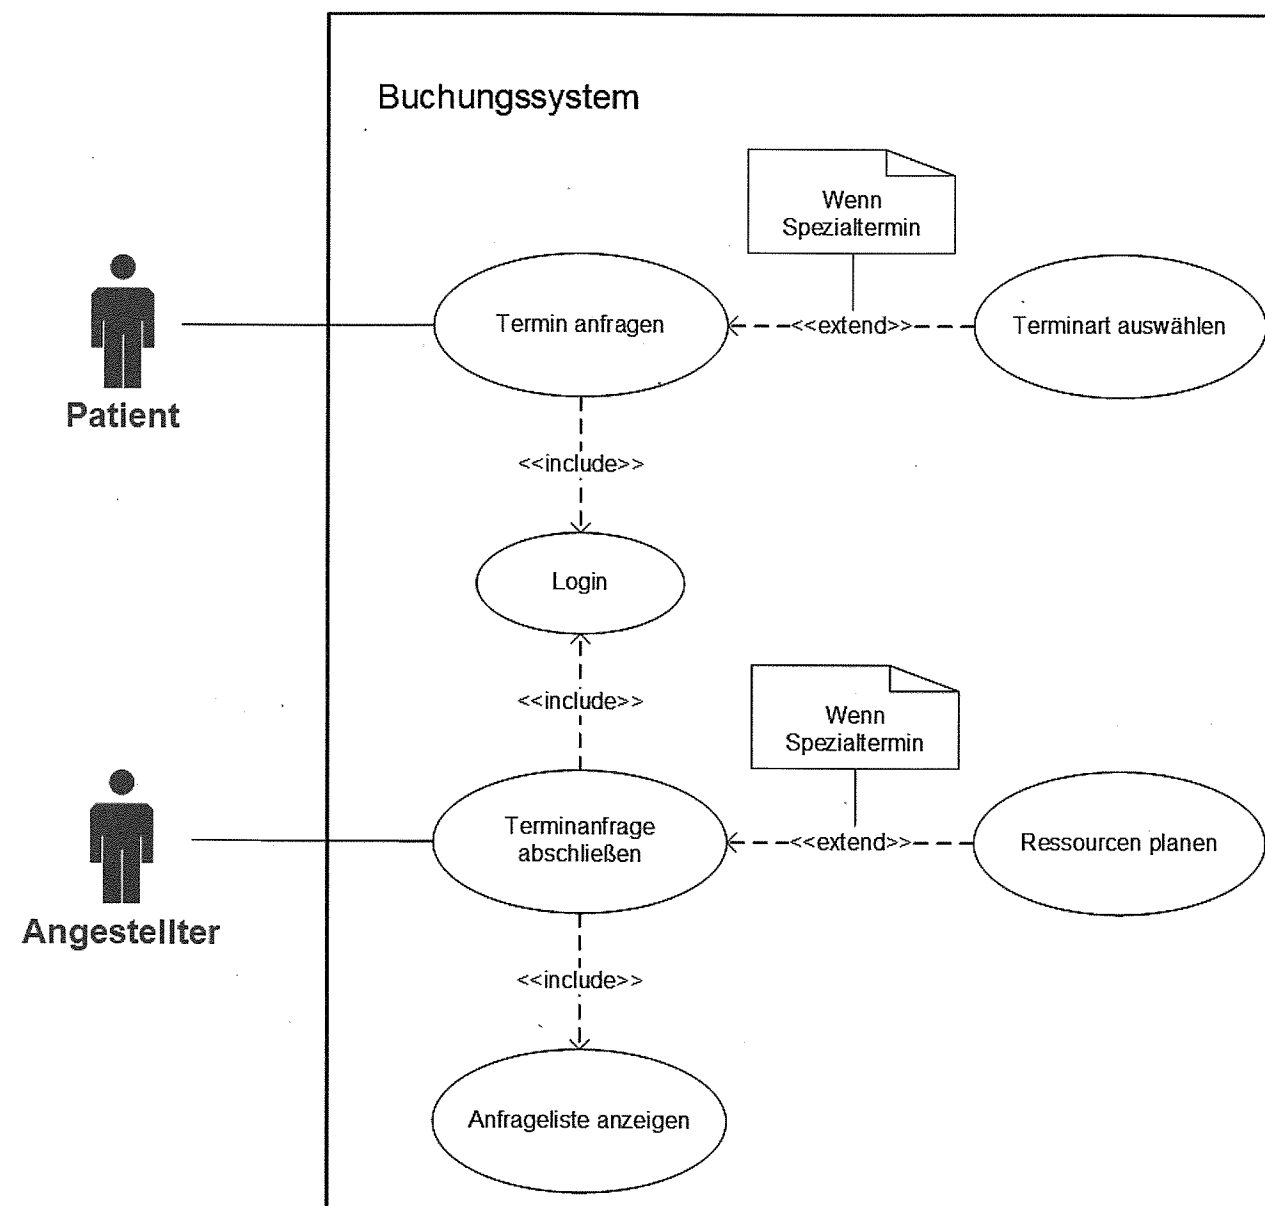 Buchungssystem
Wenn
Spezialtermin
Termin anfragen
<<extend>>
Terminart auswählen
Patient
<<include>>
Login
<<include>>
Wenn
Spezialtermin
Terminanfrage
abschließen
<<extend>>
Ressourcen planen
Angestellter
<<include>>
Anfrageliste anzeigen